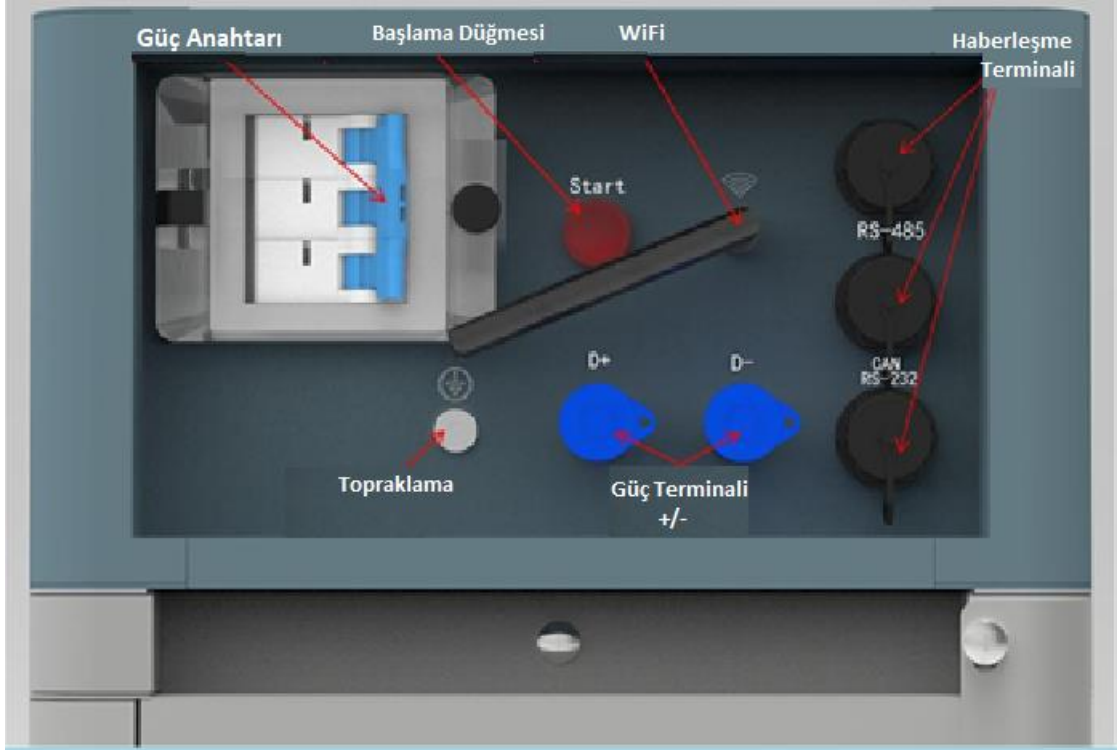 Güç Anahtarı
Başlama Düğmesi
WiFi
Haberleşme
Terminali
Start
RS-485
D+
D-
CAN
RS-232
Topraklama
Güç Terminali
+/-